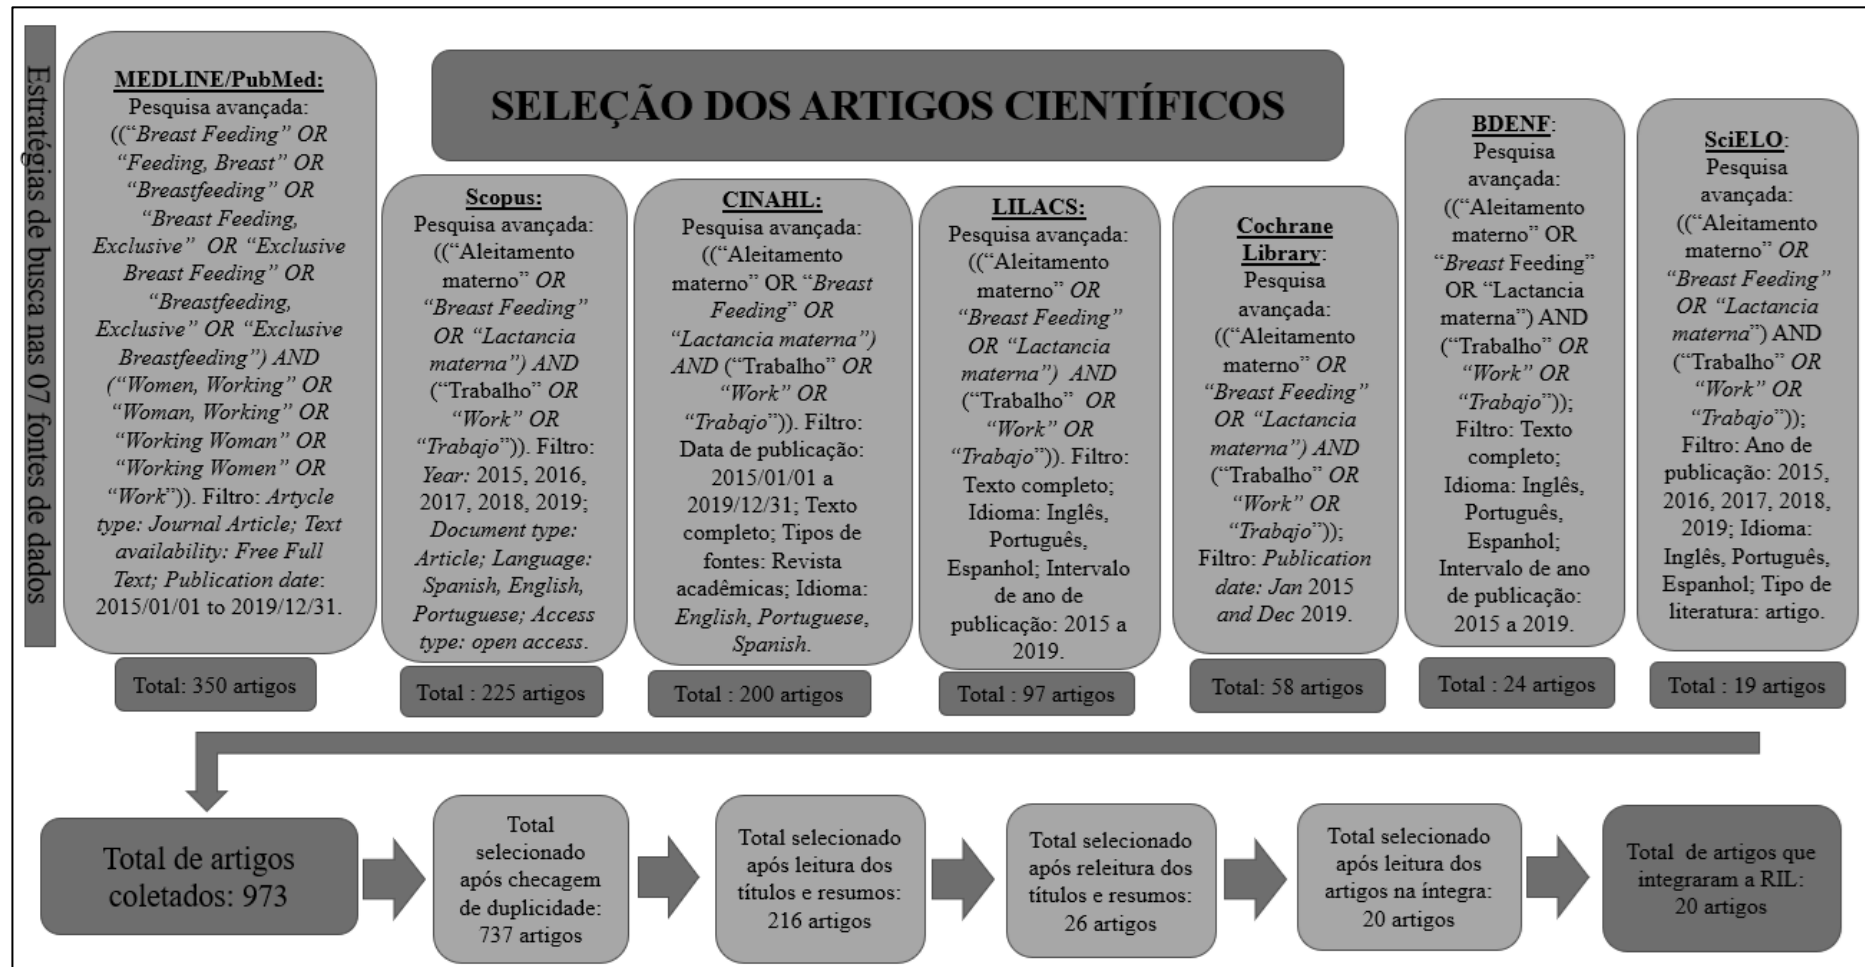 Estratégias de busca nas 07 fontes de dados
SELEÇÃO DOS ARTIGOS CIENTÍFICOS
MEDLINE/PubMed:
Pesquisa avançada:
((“Breast Feeding” OR
“Feeding, Breast” OR
“Breastfeeding” OR
“Breast Feeding,
Exclusive” OR “Exclusive
Breast Feeding” OR
“Breastfeeding,
Exclusive” OR “Exclusive
Breastfeeding”) AND
(“Women, Working” OR
“Woman, Working” OR
“Working Woman” OR
“Working Women” OR
“Work”)). Filtro: Artycle
type: Journal Article; Text
availability: Free Full
Text; Publication date:
2015/01/01 to 2019/12/31.
Total: 350 artigos
Scopus:
Pesquisa avançada:
((“Aleitamento
materno” OR
“Breast Feeding”
OR “Lactancia
materna”) AND
(“Trabalho” OR
“Work” OR
“Trabajo”)). Filtro:
Year: 2015, 2016,
2017, 2018, 2019;
Document type:
Article; Language:
Spanish, English,
Portuguese; Access
type: open access.
Total : 225 artigos
CINAHL:
Pesquisa avançada:
((“Aleitamento
materno” OR “Breast
Feeding” OR
“Lactancia materna”)
AND (“Trabalho” OR
“Work” OR
“Trabajo”)). Filtro:
Data de publicação:
2015/01/01 a
2019/12/31; Texto
completo; Tipos de
fontes: Revista
acadêmicas; Idioma:
English, Portuguese,
Spanish.
Total : 200 artigos
LILACS:
Pesquisa avançada:
((“Aleitamento
materno” OR
“Breast Feeding”
OR “Lactancia
materna”) AND
(“Trabalho” OR
“Work” OR
“Trabajo”)). Filtro:
Texto completo;
Idioma: Inglês,
Português,
Espanhol; Intervalo
de ano de
publicação: 2015 a
2019.
Total : 97 artigos
Cochrane
Library:
Pesquisa
avançada:
((“Aleitamento
materno” OR
“Breast Feeding”
OR “Lactancia
materna”) AND
(“Trabalho” OR
“Work” OR
“Trabajo”));
Filtro: Publication
date: Jan 2015
and Dec 2019.
Total: 58 artigos
BDENF:
Pesquisa
avançada:
((“Aleitamento
materno” OR
“Breast Feeding”
OR “Lactancia
materna”) AND
(“Trabalho” OR
“Work” OR
“Trabajo”));
Filtro: Texto
completo;
Idioma: Inglês,
Português,
Espanhol;
Intervalo de ano
de publicação:
2015 a 2019.
Total : 24 artigos
SciELO:
Pesquisa
avançada:
((“Aleitamento
materno” OR
“Breast Feeding”
OR “Lactancia
materna”) AND
(“Trabalho” OR
“Work” OR
“Trabajo”));
Filtro: Ano de
publicação: 2015,
2016, 2017, 2018,
2019; Idioma:
Inglês, Português,
Espanhol; Tipo de
literatura: artigo.
Total : 19 artigos
Total de artigos
coletados: 973
Total
selecionado
após checagem
de duplicidade:
737 artigos
Total selecionado
após leitura dos
títulos e resumos:
216 artigos
Total selecionado
após releitura dos
títulos e resumos:
26 artigos
Total selecionado
após leitura dos
artigos na íntegra:
20 artigos
Total de artigos que
integraram a RIL:
20 artigos